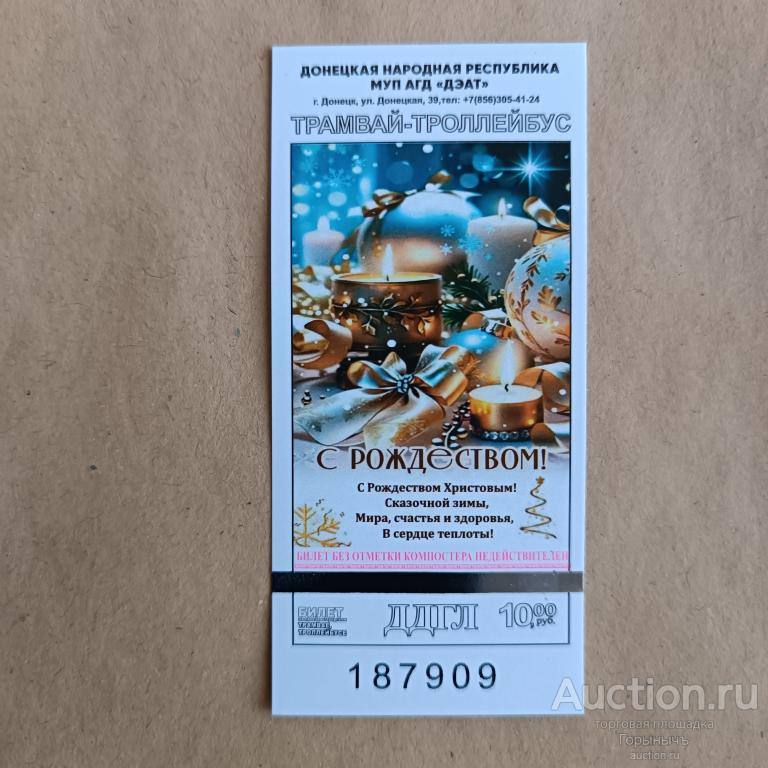 ДОНЕЦКАЯ НАРОДНАЯ РЕСПУБЛИКА
МУП АГД «ДЭАТ»
г. Донецк, ул. Донецкая, 39,тел: +7(856)305-41-24
ТРАМВАЙ-ТРОЛЛЕЙБУС
С РОЖДЕСТВОМ!
С Рождеством Христовым!
Сказочной зимы,
Мира, счастья и здоровья,
В сердце теплоты!
БИЛЕТ БЕЗ ОТМЕТКИ КОМПОСТЕРА НЕДЕЙСТВИТЕЛЕН
БИЛЕТ
ТРАМВАЕ,
ТРОЛЛЕЙБУСЕ
ДДГЛ
10,00 РУБ.
187909
Auction.ru
торговая площадка
Горынычъ
auction.ru